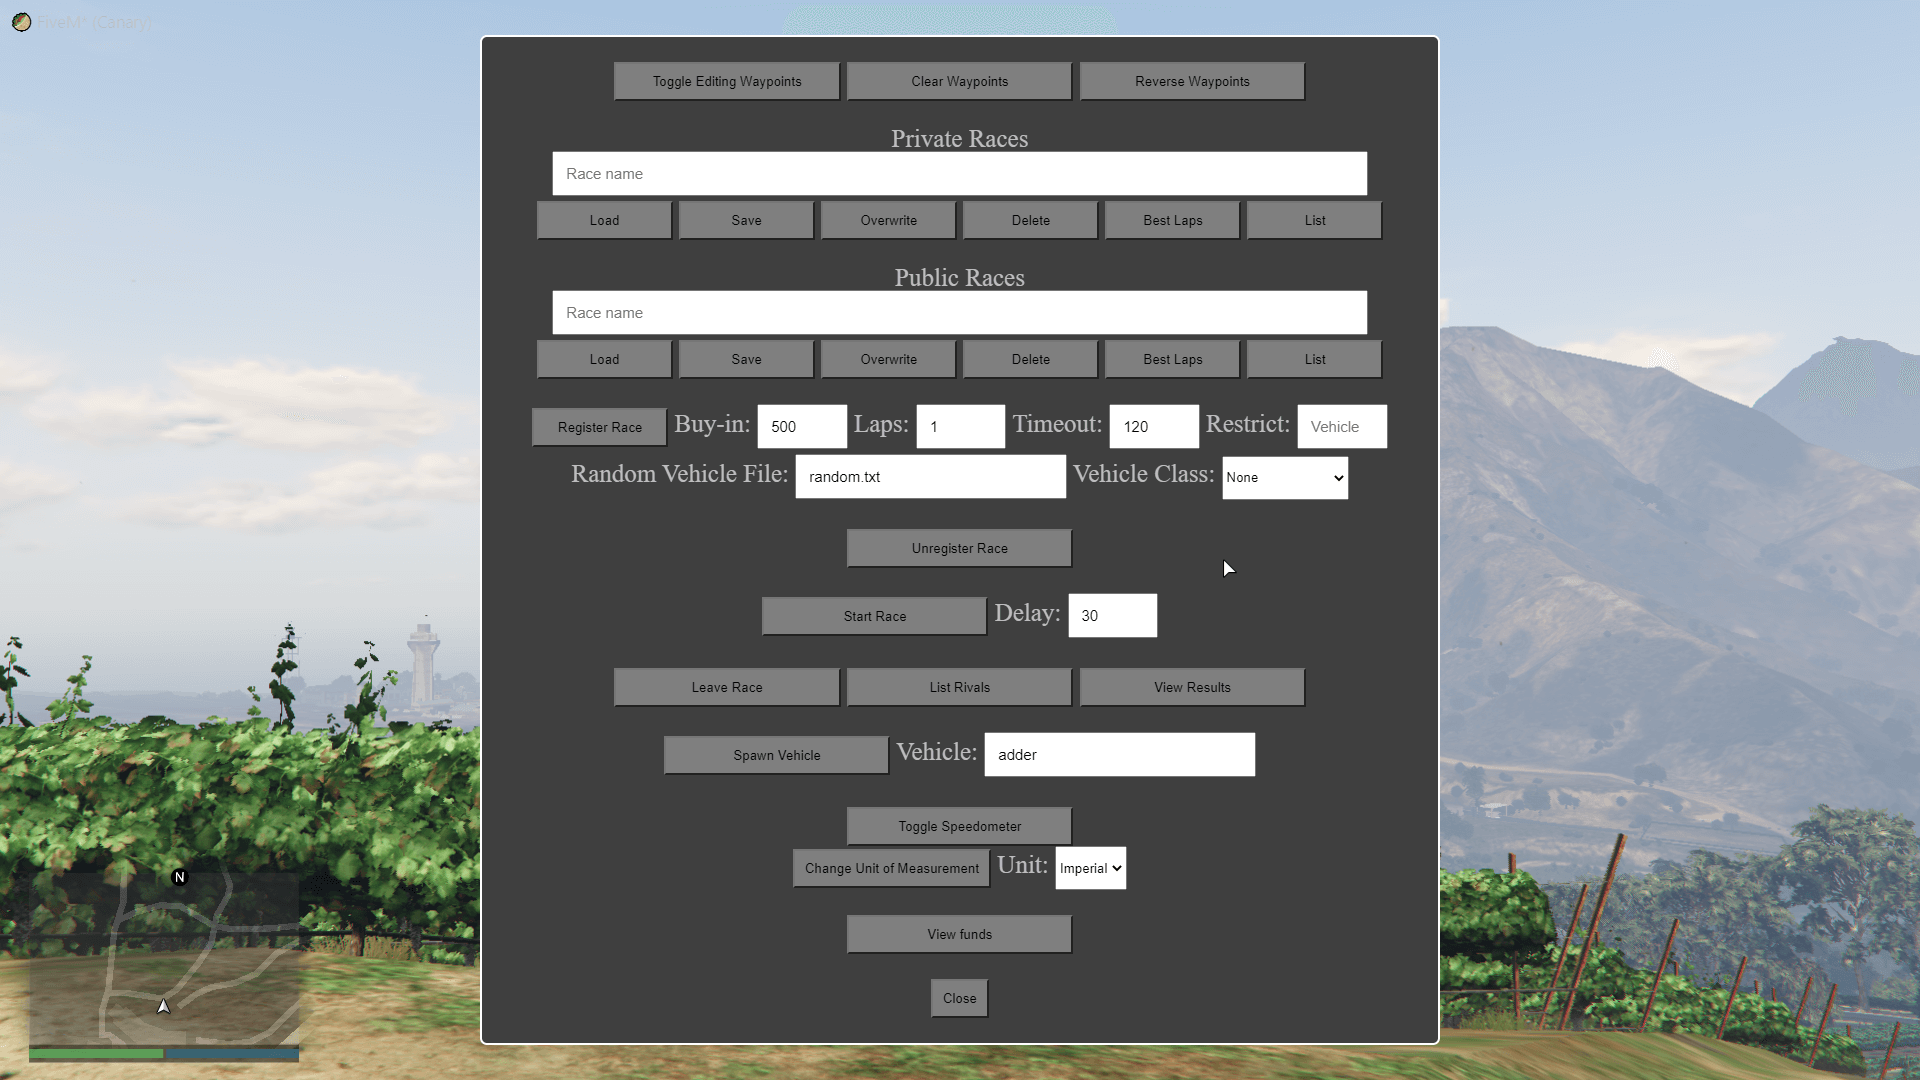 FiveM* (Canary)
Toggle Editing Waypoints Clear Waypoints Reverse Waypoints
Private Races
Race name
Load Save Overwrite Delete Best Laps List
Public Races
Race name
Load Save Overwrite Delete Best Laps List
Register Race Buy-in: 500 Laps: 1 Timeout: 120 Restrict: Vehicle
Random Vehicle File: random.txt Vehicle Class: None
Unregister Race
Start Race Delay: 30
Leave Race List Rivals View Results
Spawn Vehicle Vehicle: adder
Toggle Speedometer
Change Unit of Measurement Unit: Imperial
N
View funds
Close